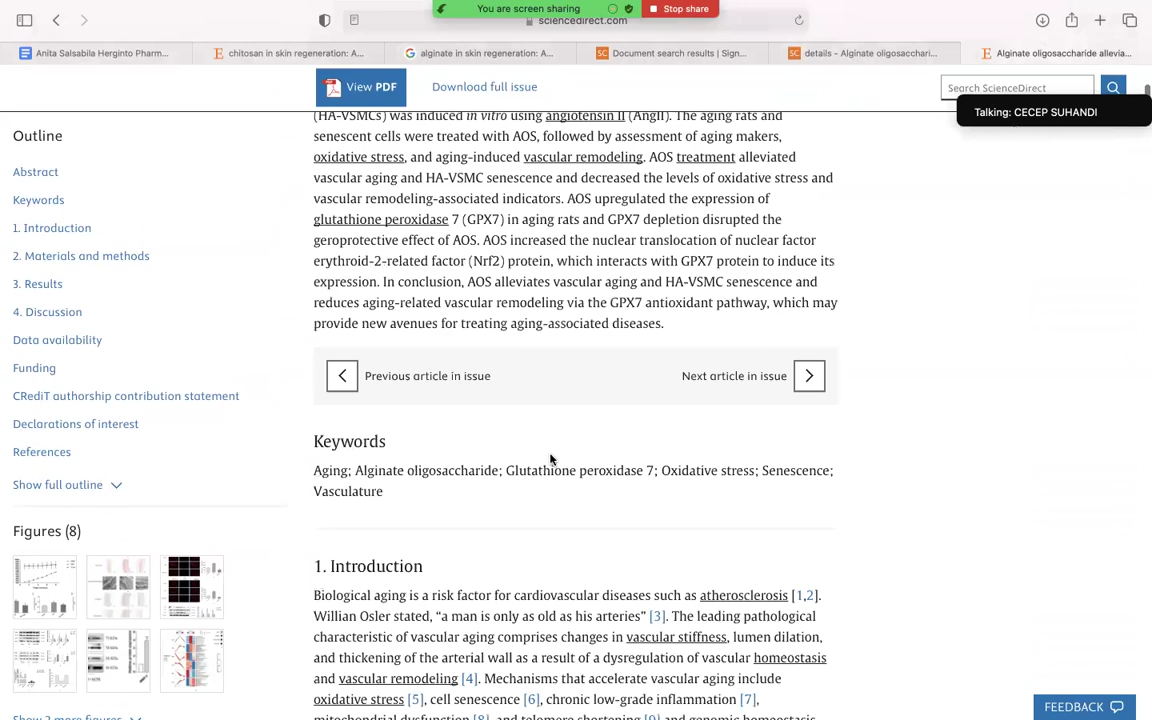 You are screen sharing
Stop share
sciencedirect.com
Anita Salsabila Herginto Pharm...
chitosan in skin regeneration: A...
alginate in skin regeneration: A...
Document search results | Sign...
details - Alginate oligosacchari...
Alginate oligosaccharide allevia...
View PDF
Download full issue
Search ScienceDirect
Talking: CECEP SUHANDI
Outline
Abstract
Keywords
1. Introduction
2. Materials and methods
3. Results
4. Discussion
Data availability
Funding
CRediT authorship contribution statement
Declarations of interest
References
Show full outline
Figures (8)
(HA-VSMCs) was induced in vitro using angiotensin II (AngII). The aging rats and
senescent cells were treated with AOS, followed by assessment of aging makers,
oxidative stress, and aging-induced vascular remodeling. AOS treatment alleviated
vascular aging and HA-VSMC senescence and decreased the levels of oxidative stress and
vascular remodeling-associated indicators. AOS upregulated the expression of
glutathione peroxidase 7 (GPX7) in aging rats and GPX7 depletion disrupted the
geroprotective effect of AOS. AOS increased the nuclear translocation of nuclear factor
erythroid-2-related factor (Nrf2) protein, which interacts with GPX7 protein to induce its
expression. In conclusion, AOS alleviates vascular aging and HA-VSMC senescence and
reduces aging-related vascular remodeling via the GPX7 antioxidant pathway, which may
provide new avenues for treating aging-associated diseases.
Previous article in issue
Next article in issue
Keywords
Aging; Alginate oligosaccharide; Glutathione peroxidase 7; Oxidative stress; Senescence;
Vasculature
1. Introduction
Biological aging is a risk factor for cardiovascular diseases such as atherosclerosis [1,2].
Willian Osler stated, “a man is only as old as his arteries” [3]. The leading pathological
characteristic of vascular aging comprises changes in vascular stiffness, lumen dilation,
and thickening of the arterial wall as a result of a dysregulation of vascular homeostasis
and vascular remodeling [4]. Mechanisms that accelerate vascular aging include
oxidative stress [5], cell senescence [6], chronic low-grade inflammation [7],
mitochondrial dysfunction [8], and telomere shortening [9] and genomic homeostasis
Show 2 more figures
FEEDBACK